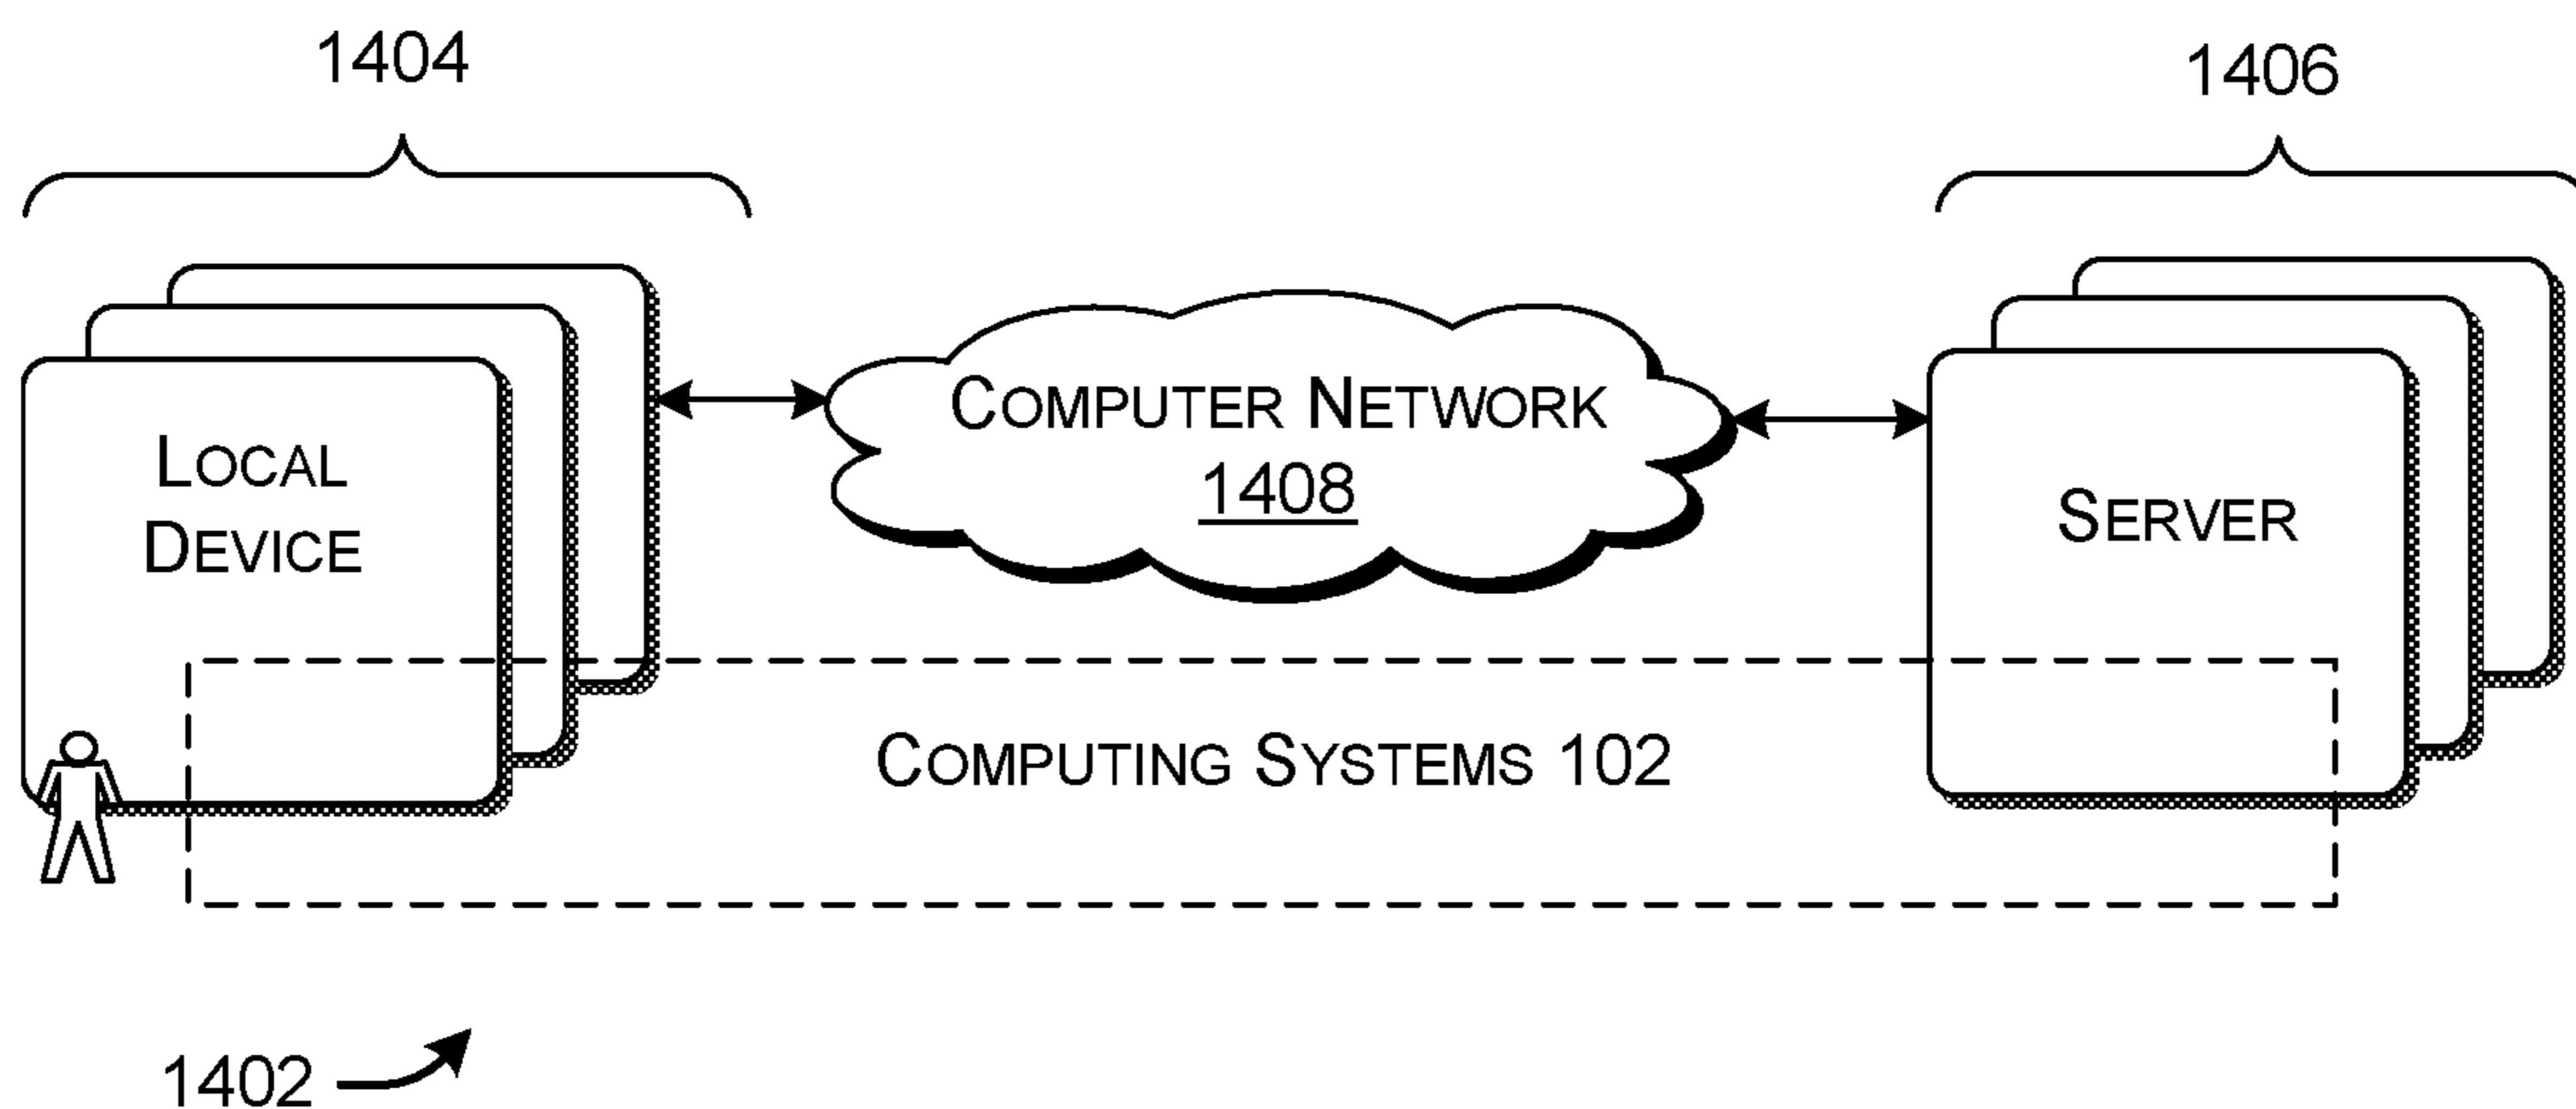 1404
1406
LOCAL
DEVICE
COMPUTER NETWORK
1408
SERVER
COMPUTING SYSTEMS 102
1402